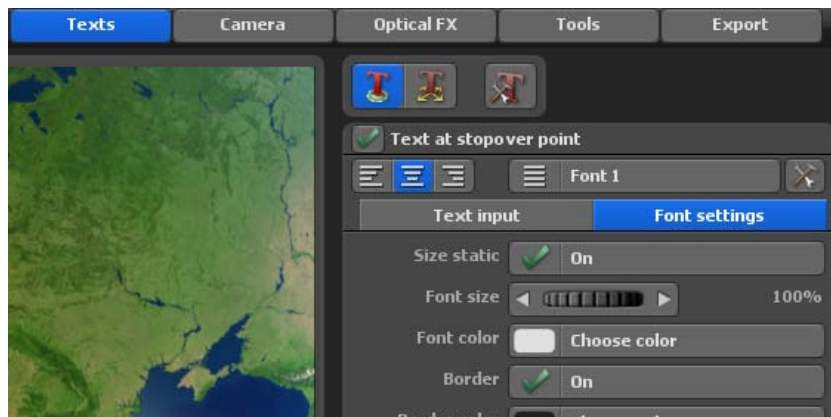 Texts Camera Optical FX Tools Export
Text at stopover point
Font 1
Text input Font settings
Size static On
Font size 100%
Font color Choose color
Border On